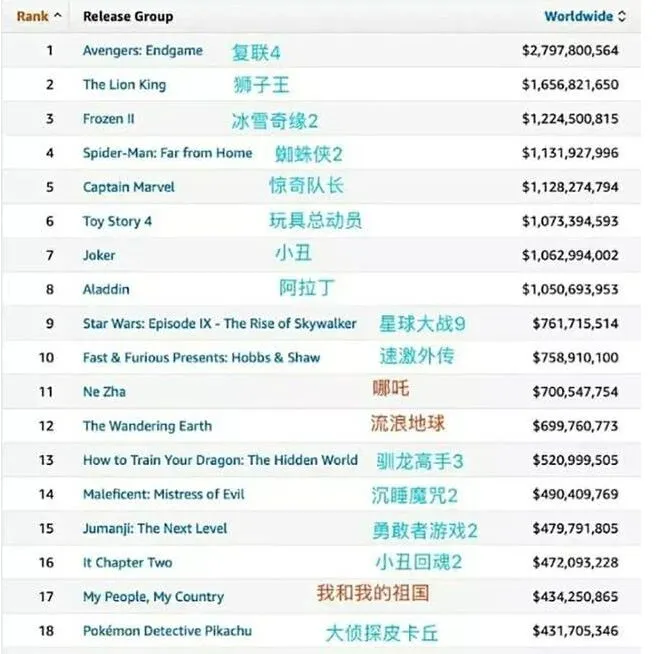 Rank Release Group Worldwide
1 Avengers: Endgame 复联4 $2,797,800,564
2 The Lion King 狮子王 $1,656,821,650
3 Frozen II 冰雪奇缘2 $1,224,500,815
4 Spider-Man: Far from Home 蜘蛛侠2 $1,131,927,996
5 Captain Marvel 惊奇队长 $1,128,274,794
6 Toy Story 4 玩具总动员 $1,073,394,593
7 Joker 小丑 $1,062,994,002
8 Aladdin 阿拉丁 $1,050,693,953
9 Star Wars: Episode IX - The Rise of Skywalker 星球大战9 $761,715,514
10 Fast & Furious Presents: Hobbs & Shaw 速激外传 $758,910,100
11 Ne Zha 哪吒 $700,547,754
12 The Wandering Earth 流浪地球 $699,760,773
13 How to Train Your Dragon: The Hidden World 驯龙高手3 $520,999,505
14 Maleficent: Mistress of Evil 沉睡魔咒2 $490,409,769
15 Jumanji: The Next Level 勇敢者游戏2 $479,791,805
16 It Chapter Two 小丑回魂2 $472,093,228
17 My People, My Country 我和我的祖国 $434,250,865
18 Pokémon Detective Pikachu 大侦探皮卡丘 $431,705,346